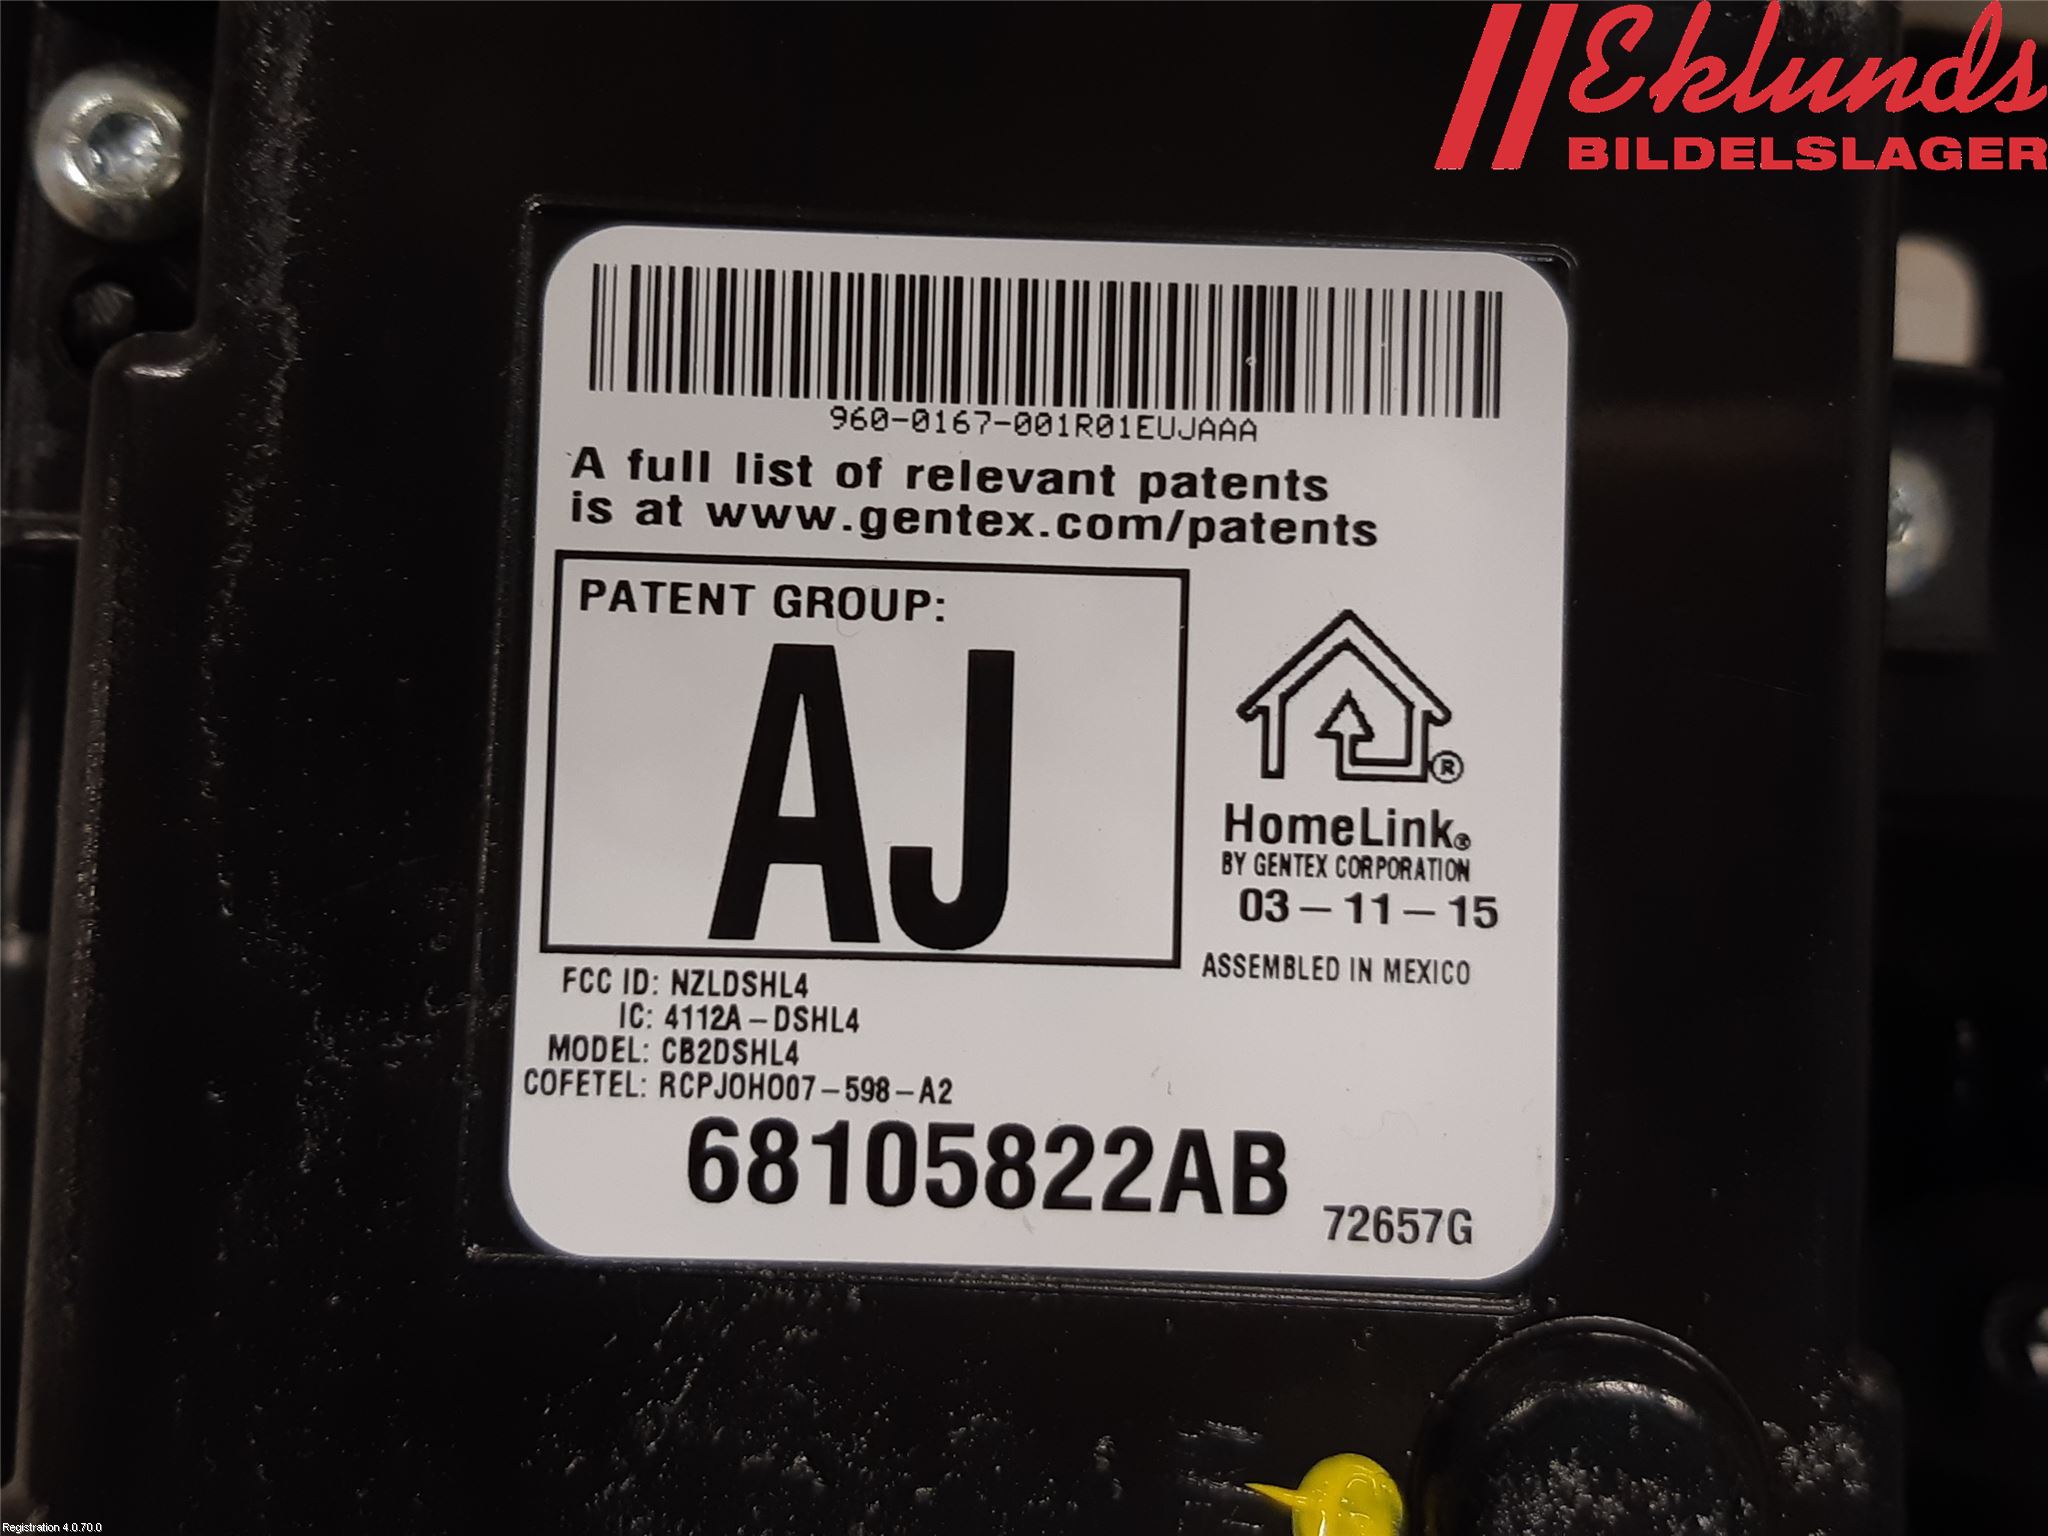 Eklunds
BILDELSLAGER
960-0167-001R01EUJAAA
A full list of relevant patents
is at www.gentex.com/patents
PATENT GROUP:
AJ
®
HomeLink®
BY GENTEX CORPORATION
03-11-15
ASSEMBLED IN MEXICO
FCC ID: NZLDSHL4
IC: 4112A-DSHL4
MODEL: CB2DSHL4
COFETEL: RCPJOHO07-598-A2
68105822AB
72657G
Registration 4.0.70.0